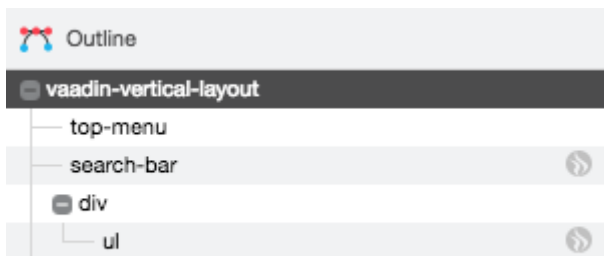 Outline
vaadin-vertical-layout
top-menu
search-bar
div
ul